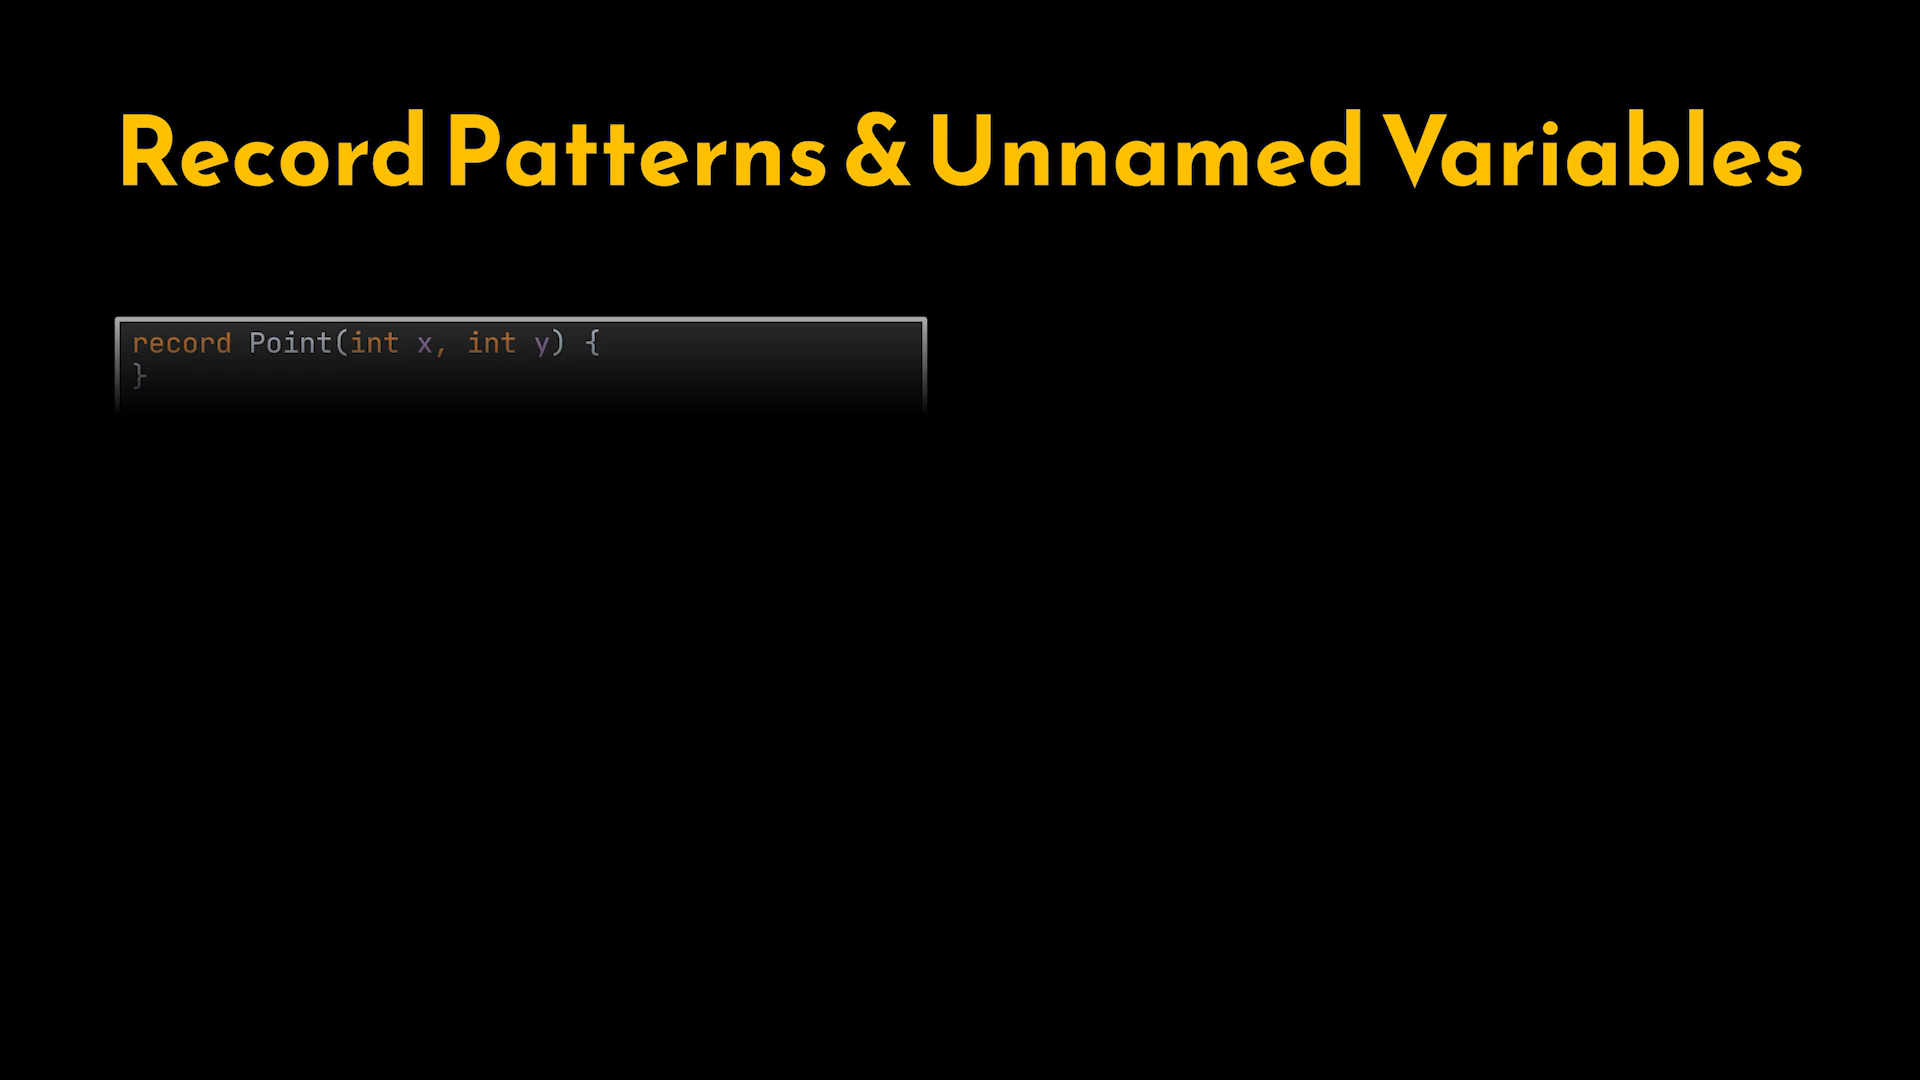 Record Patterns & Unnamed Variables
record Point(int x, int y) {
}